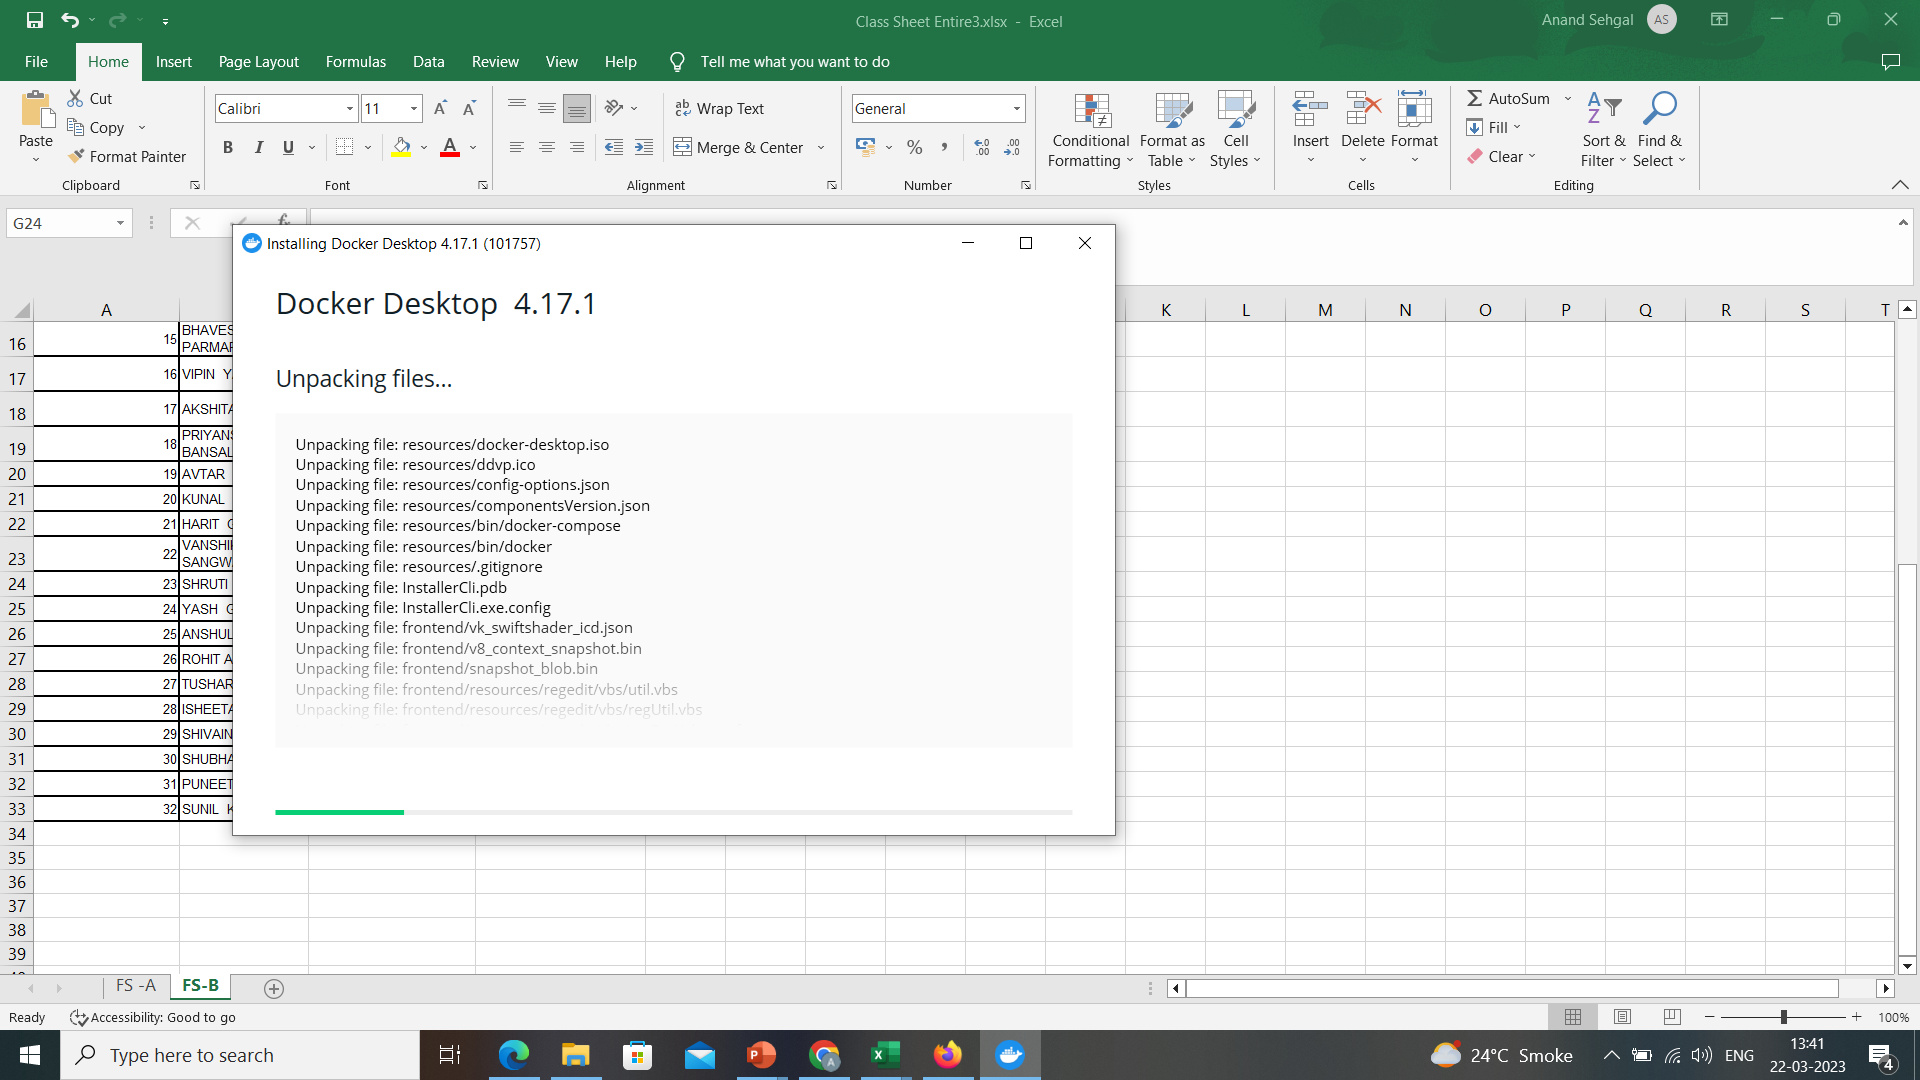 Class Sheet Entire3.xlsx - Excel
Anand Sehgal AS
File Home Insert Page Layout Formulas Data Review View Help Tell me what you want to do
Paste
Cut
Copy
Format Painter
Clipboard
Calibri 11
B I U
Font
Wrap Text
Merge & Center
Alignment
General
Number
Conditional Formatting
Format as Table
Cell Styles
Styles
Insert Delete Format
Cells
AutoSum
Fill
Clear
Sort & Filter
Find & Select
Editing
G24
Installing Docker Desktop 4.17.1 (101757)
Docker Desktop 4.17.1
Unpacking files...
Unpacking file: resources/docker-desktop.iso
Unpacking file: resources/ddvp.ico
Unpacking file: resources/config-options.json
Unpacking file: resources/componentsVersion.json
Unpacking file: resources/bin/docker-compose
Unpacking file: resources/bin/docker
Unpacking file: resources/.gitignore
Unpacking file: InstallerCli.pdb
Unpacking file: InstallerCli.exe.config
Unpacking file: frontend/vk_swiftshader_icd.json
Unpacking file: frontend/v8_context_snapshot.bin
Unpacking file: frontend/snapshot_blob.bin
Unpacking file: frontend/resources/regedit/vbs/util.vbs
Unpacking file: frontend/resources/regedit/vbs/regUtil.vbs
A K L M N O P Q R S T
16 15 BHAVES
PARMAR
17 16 VIPIN
18 17 AKSHITA
19 18 PRIYANS
BANSAL
20 19 AVTAR
21 20 KUNAL
22 21 HARIT
23 22 VANSHI
SANGWA
24 23 SHRUTI
25 24 YASH G
26 25 ANSHUL
27 26 ROHIT A
28 27 TUSHAR
29 28 ISHEETA
30 29 SHIVAIN
31 30 SHUBHA
32 31 PUNEET
33 32 SUNIL K
34
35
36
37
38
39
FS -A FS-B
Ready Accessibility: Good to go 100%
Type here to search
24°C Smoke ENG
13:41
22-03-2023
4